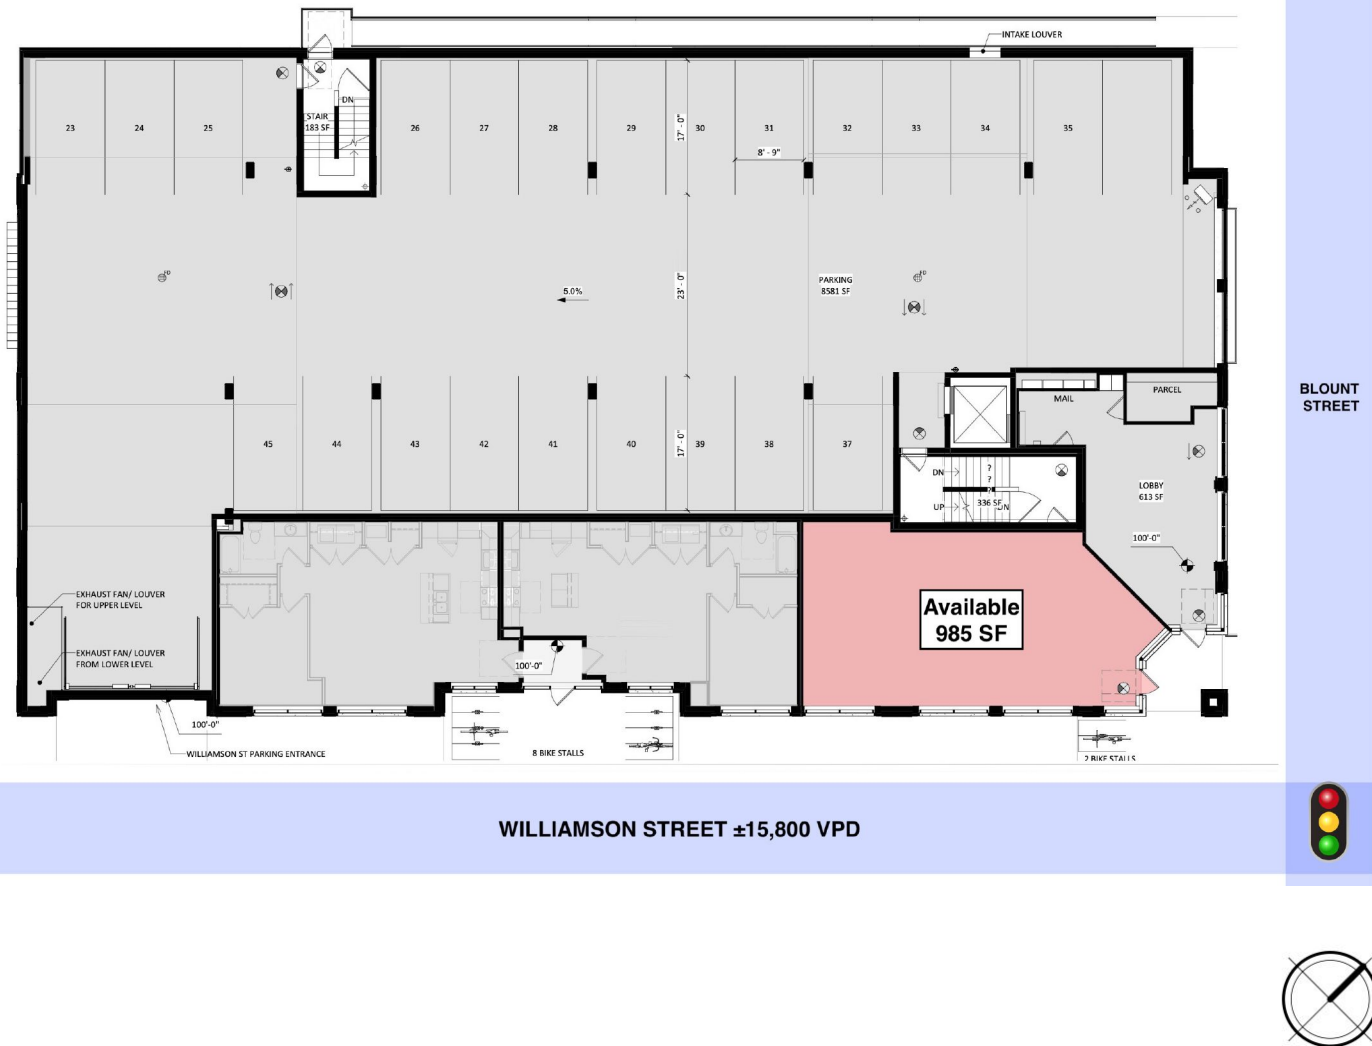 INTAKE LOUVER
DN
STAIR
183 SF
23
24
25
26
27
28
29
30
31
32
33
34
35
17' - 0"
8' - 9"
FD
FD
5.0%
23' - 0"
PARKING
8581 SF
BLOUNT
STREET
MAIL
PARCEL
45
44
43
42
41
40
39
38
37
17' - 0"
DN
?
?
?
UP
336 SF
DN
LOBBY
613 SF
100'-0"
EXHAUST FAN/ LOUVER
FOR UPPER LEVEL
Available
985 SF
EXHAUST FAN/ LOUVER
FROM LOWER LEVEL
100'-0"
100'-0"
WILLIAMSON ST PARKING ENTRANCE
8 BIKE STALLS
2 BIKE STALLS
WILLIAMSON STREET ±15,800 VPD